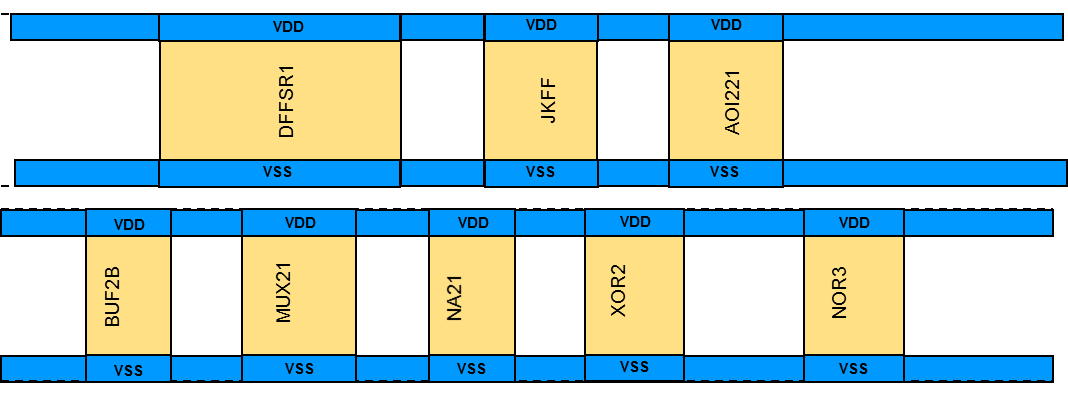 VDD VDD VDD
DFFSR1 JKFF AOI221
VSS VSS VSS
VDD VDD VDD VDD VDD
BUF2B MUX21 NA21 XOR2 NOR3
VSS VSS VSS VSS VSS